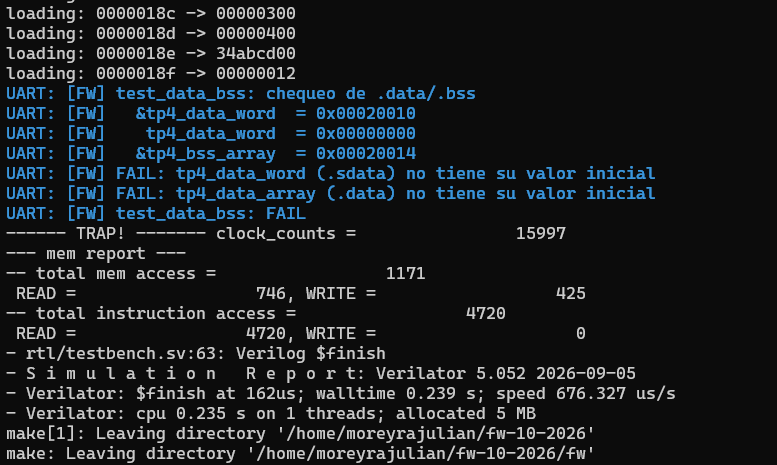 loading: 0000018c -> 00000300
loading: 0000018d -> 00000400
loading: 0000018e -> 34abcd00
loading: 0000018f -> 00000012
UART: [FW] test_data_bss: chequeo de .data/.bss
UART: [FW]   &tp4_data_word  = 0x00020010
UART: [FW]    tp4_data_word  = 0x00000000
UART: [FW]   &tp4_bss_array  = 0x00020014
UART: [FW] FAIL: tp4_data_word (.sdata) no tiene su valor inicial
UART: [FW] FAIL: tp4_data_array (.data) no tiene su valor inicial
UART: [FW] test_data_bss: FAIL
------ TRAP! ------- clock_counts =                15997
--- mem report ---
-- total mem access =                 1171
 READ =                  746, WRITE =                  425
-- total instruction access =                 4720
 READ =                 4720, WRITE =                    0
- rtl/testbench.sv:63: Verilog $finish
- S i m u l a t i o n   R e p o r t: Verilator 5.052 2026-09-05
- Verilator: $finish at 162us; walltime 0.239 s; speed 676.327 us/s
- Verilator: cpu 0.235 s on 1 threads; allocated 5 MB
make[1]: Leaving directory '/home/moreyrajulian/fw-10-2026'
make: Leaving directory '/home/moreyrajulian/fw-10-2026/fw'